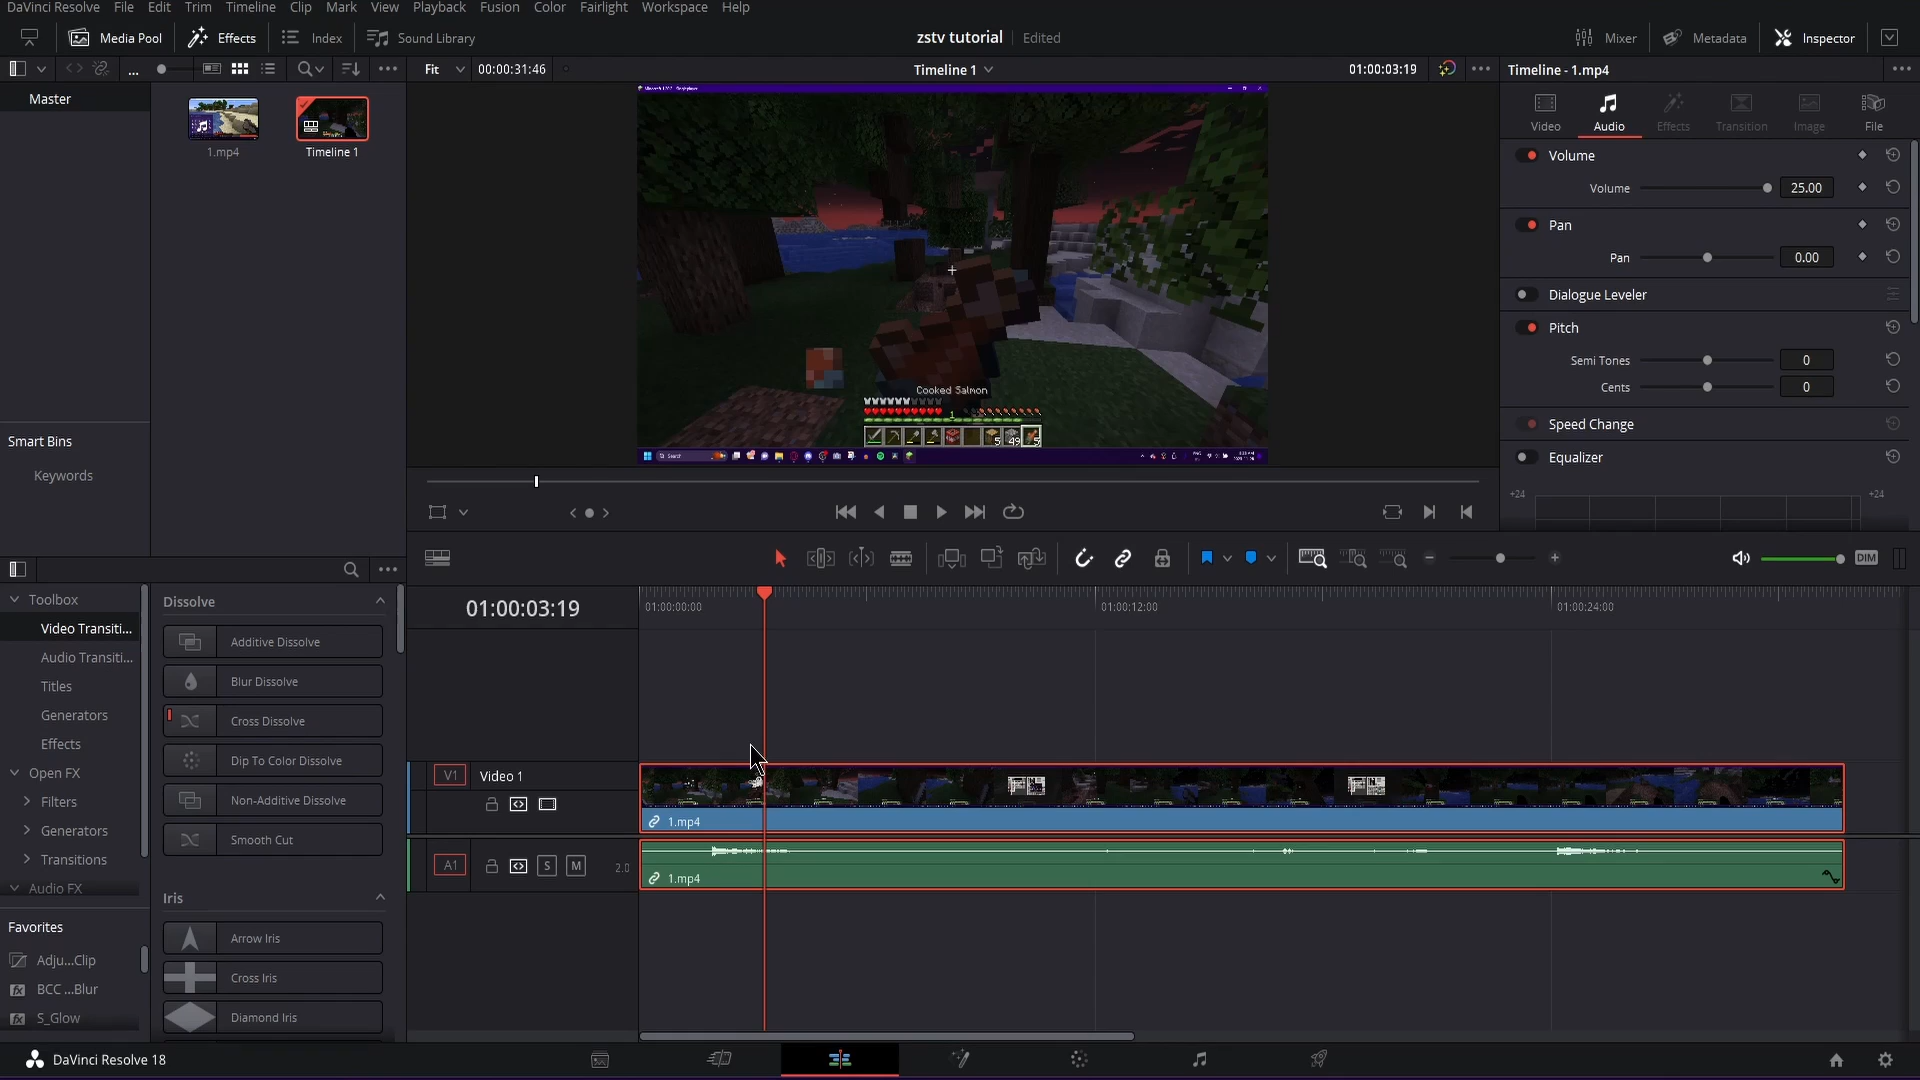 DaVinci Resolve File Edit Trim Timeline Clip Mark View Playback Fusion Color Fairlight Workspace Help
Media Pool Effects Index Sound Library zstv tutorial Edited Mixer Metadata Inspector
... Fit 00:00:31:46 Timeline 1 01:00:03:19 Timeline - 1.mp4
Master
1.mp4 Timeline 1
Smart Bins
Keywords
Cooked Salmon
1
5 49 5
Search
Video Audio Effects Transition Image File
Volume
Volume 25.00
Pan
Pan 0.00
Dialogue Leveler
Pitch
Semi Tones 0
Cents 0
Speed Change
Equalizer
+24 +24
DIM
Toolbox
Video Transiti...
Audio Transiti...
Titles
Generators
Effects
Open FX
Filters
Generators
Transitions
Audio FX
Favorites
Adju...Clip
BCC ...Blur
S_Glow
Dissolve
Additive Dissolve
Blur Dissolve
Cross Dissolve
Dip To Color Dissolve
Non-Additive Dissolve
Smooth Cut
Iris
Arrow Iris
Cross Iris
Diamond Iris
01:00:03:19 01:00:00:00 01:00:12:00 01:00:24:00
V1 Video 1
1.mp4
A1 S M 2.0
1.mp4
DaVinci Resolve 18